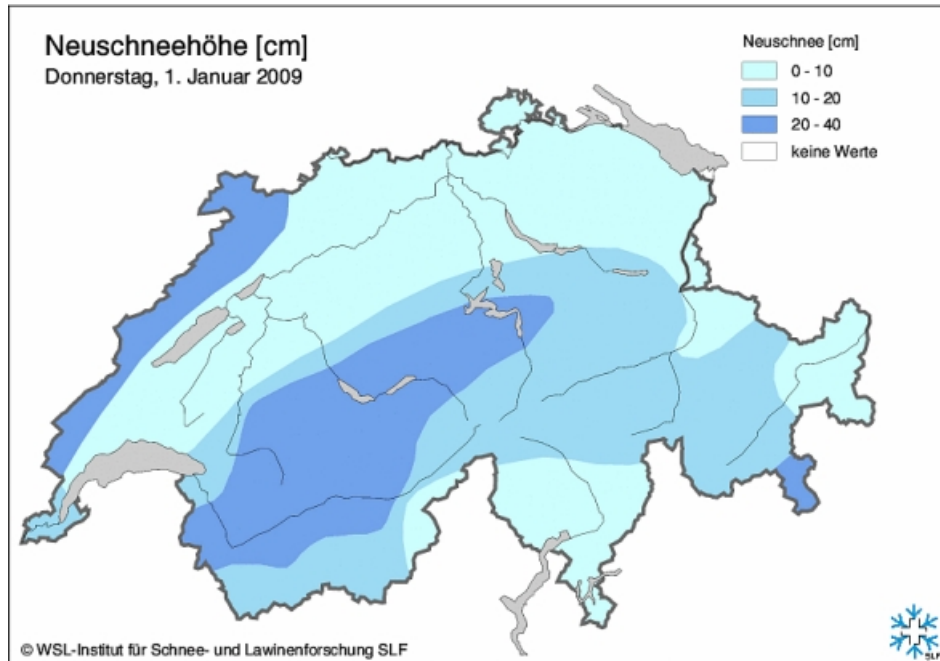 Neuschneehöhe [cm]
Donnerstag, 1. Januar 2009
Neuschnee [cm]
0 - 10
10 - 20
20 - 40
keine Werte
© WSL-Institut für Schnee- und Lawinenforschung SLF
SLF